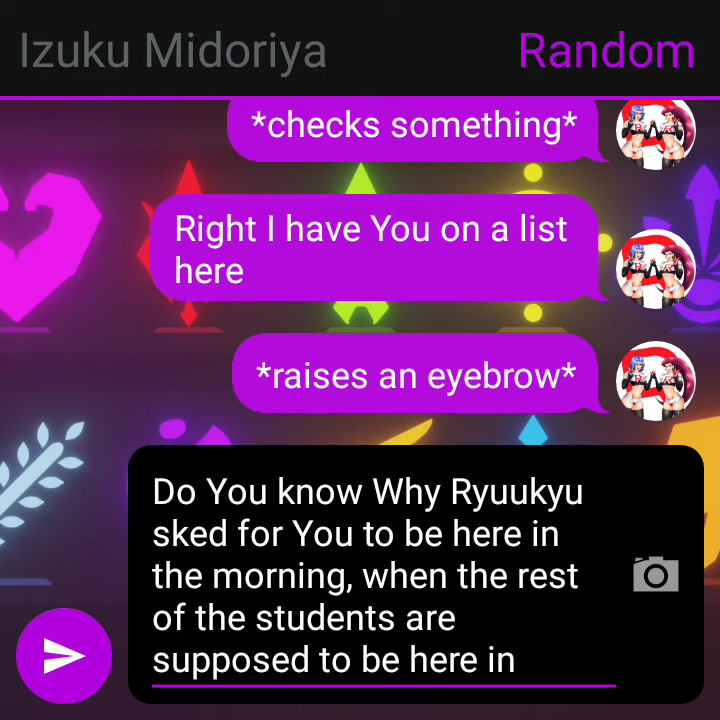 Izuku Midoriya
Random
*checks something*
Right I have You on a list
here
*raises an eyebrow*
Do You know Why Ryuukyu
sked for You to be here in
the morning, when the rest
of the students are
supposed to be here in